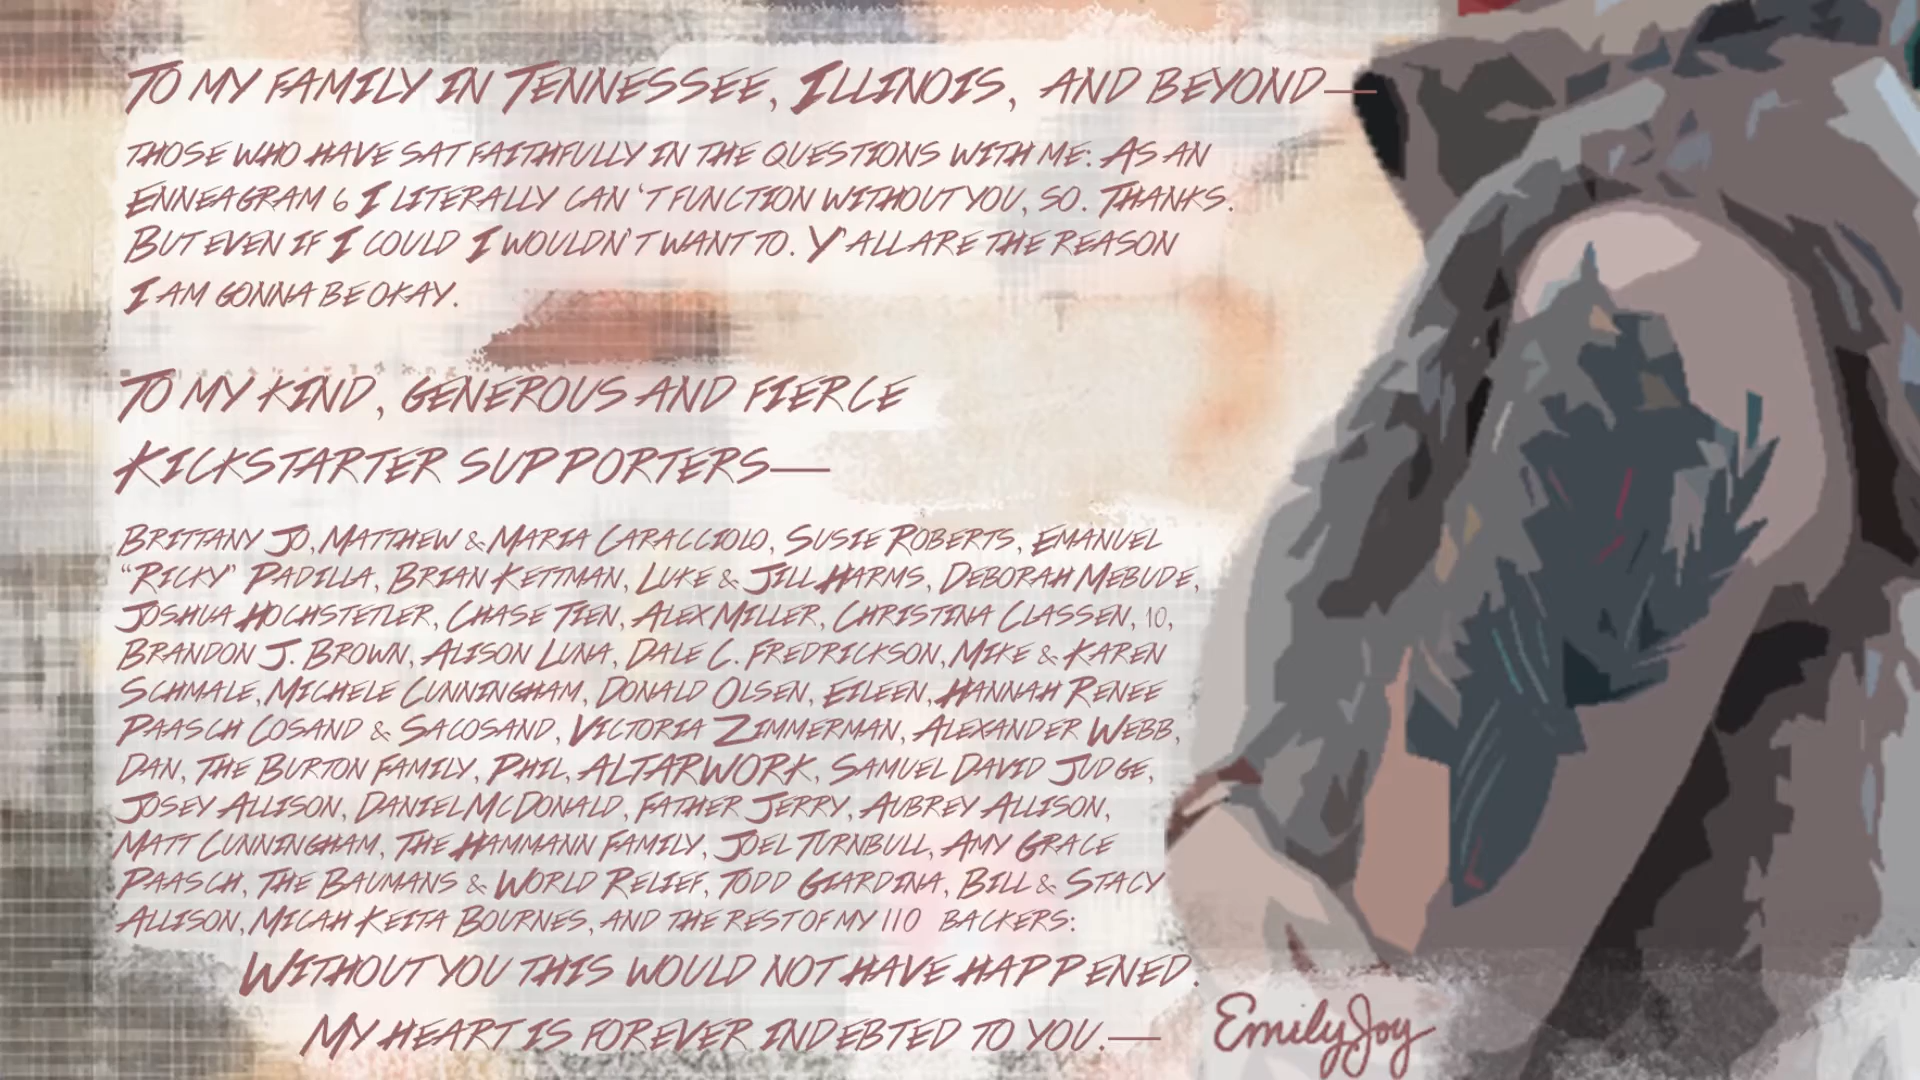 To my family in Tennessee, Illinois, and beyond—
those who have sat faithfully in the questions with me: As an
Enneagram 6 I literally can't function without you, so. Thanks.
But even if I could I wouldn't want to. Y'all are the reason
I am gonna be okay.
To my kind, generous and fierce
Kickstarter supporters—
Brittany Jo, Matthew & Maria Caracciolo, Susie Roberts, Emanuel
"Ricky" Padilla, Brian Kettman, Luke & Jill Harms, Deborah Mebude,
Joshua Hochstetler, Chase Tien, Alex Miller, Christina Classen, 10,
Brandon J. Brown, Alison Luna, Dale C. Fredrickson, Mike & Karen
Schmale, Michele Cunningham, Donald Olsen, Eileen, Hannah Renee
Paasch Cosand & Sacosand, Victoria Zimmerman, Alexander Webb,
Dan, The Burton Family, Phil, ALTARWORK, Samuel David Judge,
Josey Allison, Daniel McDonald, Father Jerry, Aubrey Allison,
Matt Cunningham, The Hammann Family, Joel Turnbull, Amy Grace
Paasch, The Baumans & World Relief, Todd Giardina, Bill & Stacy
Allison, Micah Keita Bournes, and the rest of my 110 backers:
Without you this would not have happened.
My heart is forever indebted to you.— Emily Joy